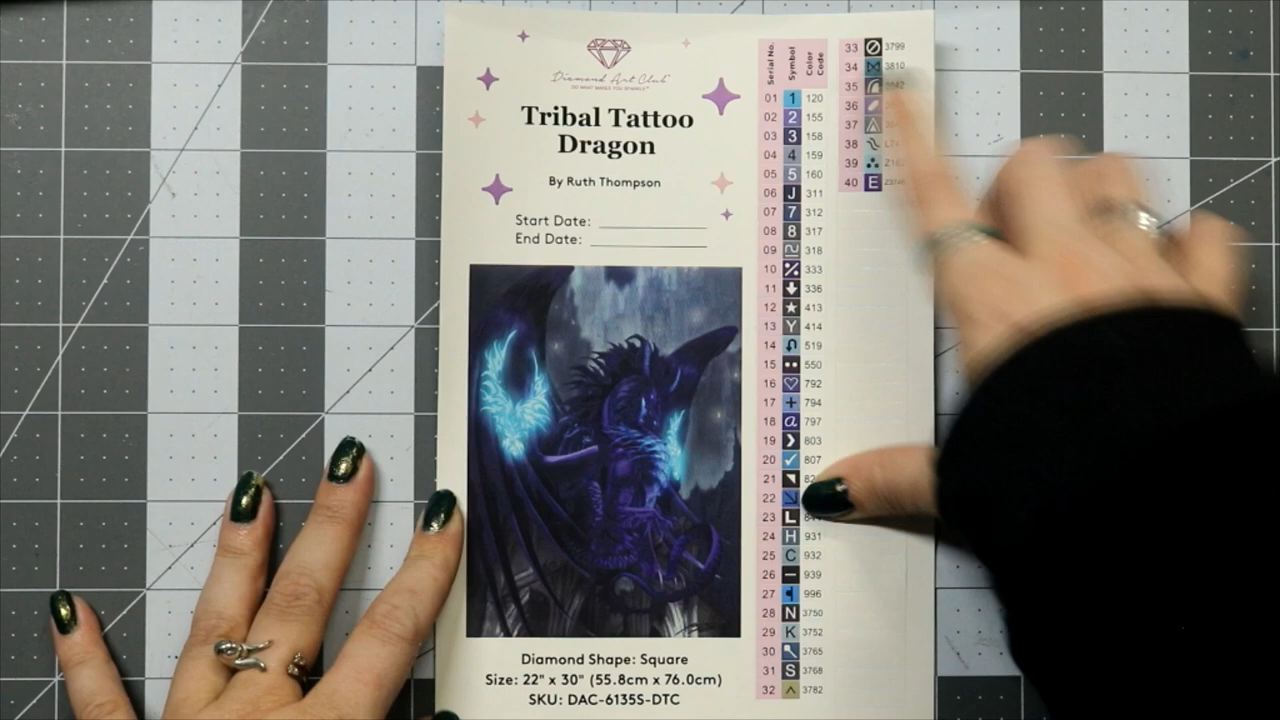 Diamond Art Club
DO WHAT MAKES YOU SPARKLE
Tribal Tattoo
Dragon
By Ruth Thompson
Start Date:
End Date:
Diamond Shape: Square
Size: 22" x 30" (55.8cm x 76.0cm)
SKU: DAC-6135S-DTC
Serial No. Symbol Color Code
01 1 120
02 2 155
03 3 158
04 4 159
05 5 160
06 J 311
07 7 312
08 8 317
09 318
10 333
11 336
12 ★ 413
13 Y 414
14 519
15 550
16 ♡ 792
17 + 794
18 a 797
19 803
20 ✓ 807
21
22
23 L
24 H 931
25 C 932
26 – 939
27 996
28 N 3750
29 K 3752
30 3765
31 S 3768
32 ^ 3782
33 3799
34 3810
35
36
37
38
39
40 E